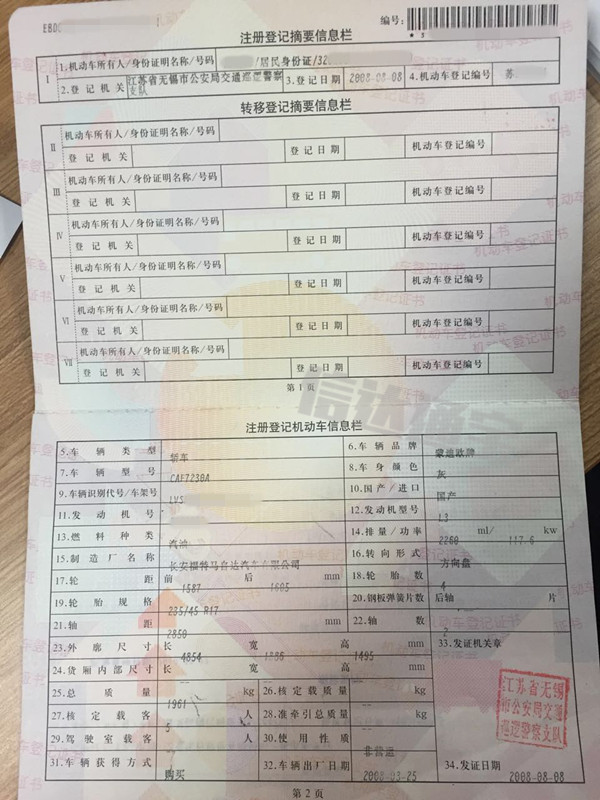 编号:
注册登记摘要信息栏
I
1.机动车所有人/身份证明名称/号码 /居民身份证/32
2.登记机关 江苏省无锡市公安局交通巡逻警察支队 3.登记日期 2008-08-08 4.机动车登记编号 苏
转移登记摘要信息栏
II 机动车所有人/身份证明名称/号码
登记机关 登记日期 机动车登记编号
III 机动车所有人/身份证明名称/号码
登记机关 登记日期 机动车登记编号
IV 机动车所有人/身份证明名称/号码
登记机关 登记日期 机动车登记编号
V 机动车所有人/身份证明名称/号码
登记机关 登记日期 机动车登记编号
VI 机动车所有人/身份证明名称/号码
登记机关 登记日期 机动车登记编号
VII 机动车所有人/身份证明名称/号码
登记机关 登记日期 机动车登记编号
第1页
注册登记机动车信息栏
5.车辆类型 轿车 6.车辆品牌 蒙迪欧牌
7.车辆型号 CAF7230A 8.车身颜色 灰
9.车辆识别代号/车架号 LVS 10.国产/进口 国产
11.发动机号 12.发动机型号 L3
13.燃料种类 汽油 14.排量/功率 2260 ml/ 117.6 kw
15.制造厂名称 长安福特马自达汽车有限公司 16.转向形式 方向盘
17.轮距 前 1587 后 1605 mm 18.轮胎数 4
19.轮胎规格 235/45 R17 20.钢板弹簧片数 后轴 片
21.轴距 2850 mm 22.轴数 2
23.外廓尺寸 长 4854 宽 1886 高 1495 mm 33.发证机关章
24.货厢内部尺寸 长 宽 高 mm
25.总质量 1961 kg 26.核定载质量 kg
27.核定载客 5 人 28.准牵引总质量 kg
29.驾驶室载客 人 30.使用性质 非营运
31.车辆获得方式 购买 32.车辆出厂日期 2008-03-25 34.发证日期 2008-08-08
江苏省无锡
市公安局交通
巡逻警察支队
第2页